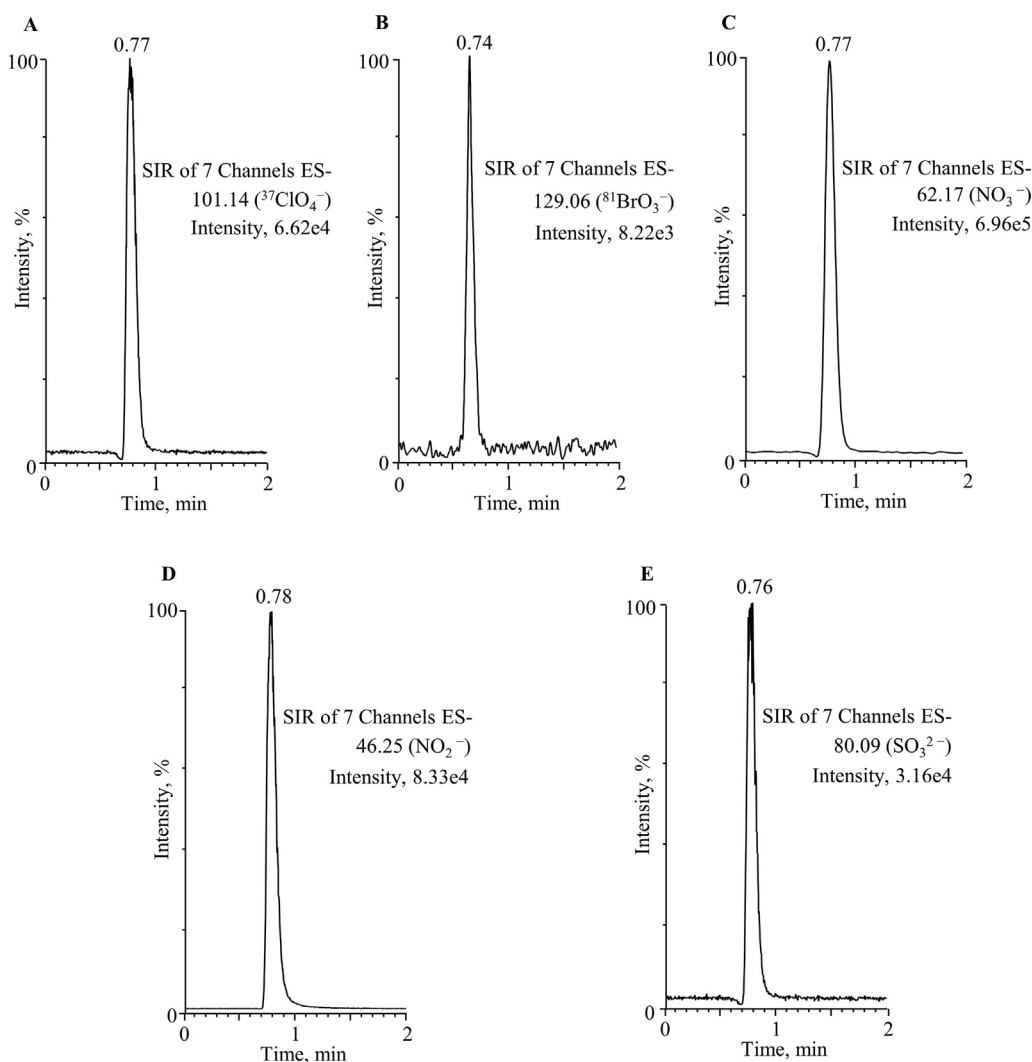 A
0.77
100
SIR of 7 Channels ES-
101.14 (³⁷ClO₄⁻)
Intensity, 6.62e4
Intensity, %
0
0 1 2
Time, min
B
0.74
100
SIR of 7 Channels ES-
129.06 (⁸¹BrO₃⁻)
Intensity, 8.22e3
Intensity, %
0
0 1 2
Time, min
C
0.77
100
SIR of 7 Channels ES-
62.17 (NO₃⁻)
Intensity, 6.96e5
Intensity, %
0
0 1 2
Time, min
D
0.78
100
SIR of 7 Channels ES-
46.25 (NO₂⁻)
Intensity, 8.33e4
Intensity, %
0
0 1 2
Time, min
E
0.76
100
SIR of 7 Channels ES-
80.09 (SO₃²⁻)
Intensity, 3.16e4
Intensity, %
0
0 1 2
Time, min